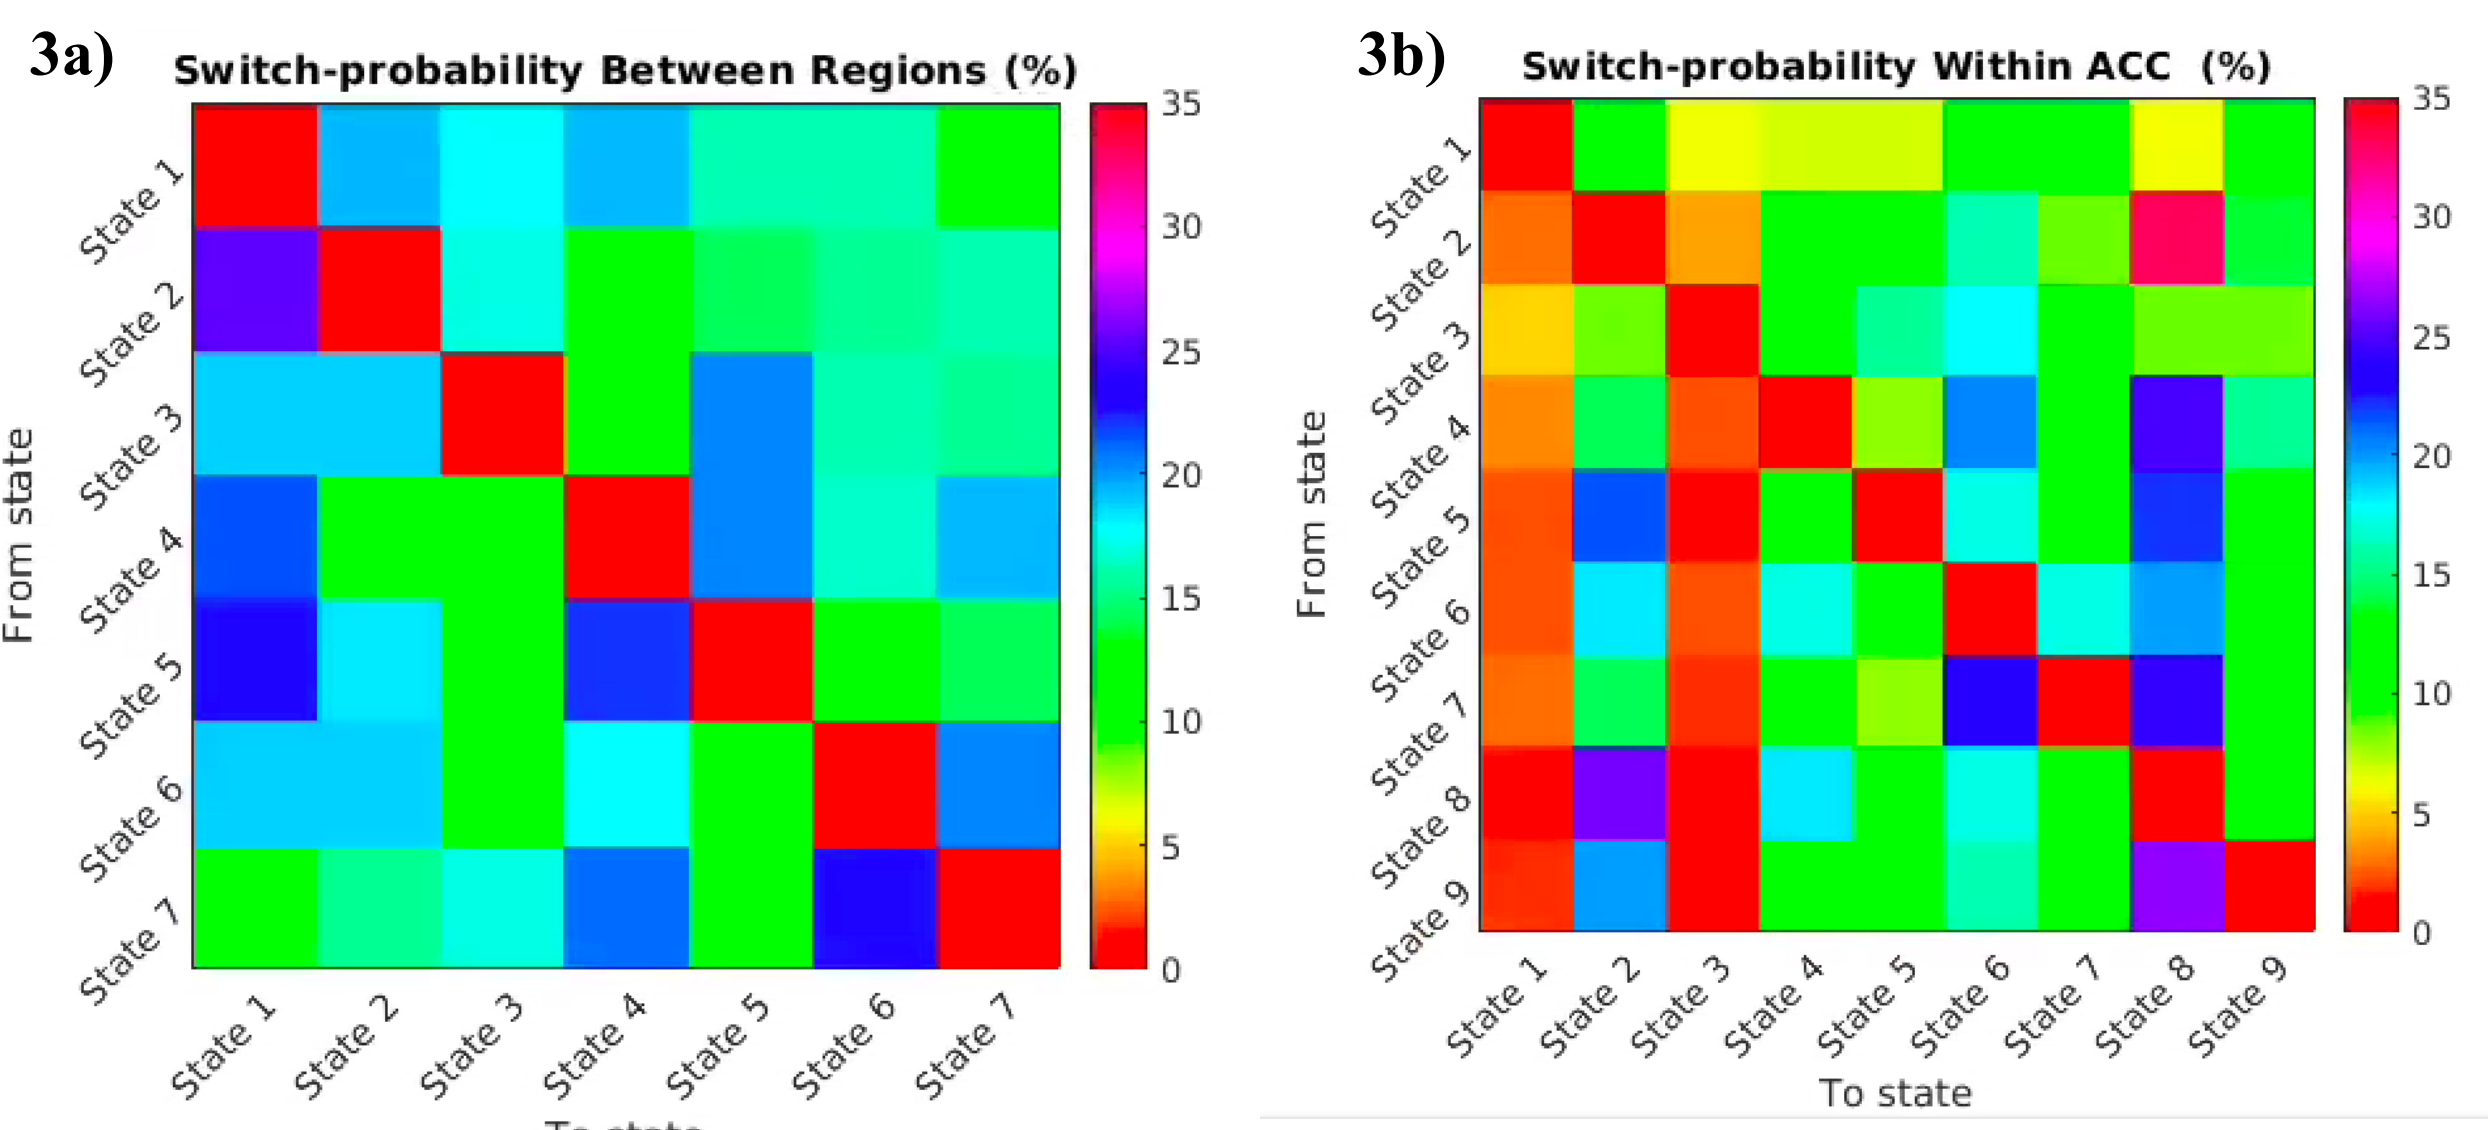 3a)
Switch-probability Between Regions (%)
From state
State 1
State 2
State 3
State 4
State 5
State 6
State 7
State 1
State 2
State 3
State 4
State 5
State 6
State 7
To state
35
30
25
20
15
10
5
0
3b)
Switch-probability Within ACC (%)
From state
State 1
State 2
State 3
State 4
State 5
State 6
State 7
State 8
State 9
State 1
State 2
State 3
State 4
State 5
State 6
State 7
State 8
State 9
To state
35
30
25
20
15
10
5
0